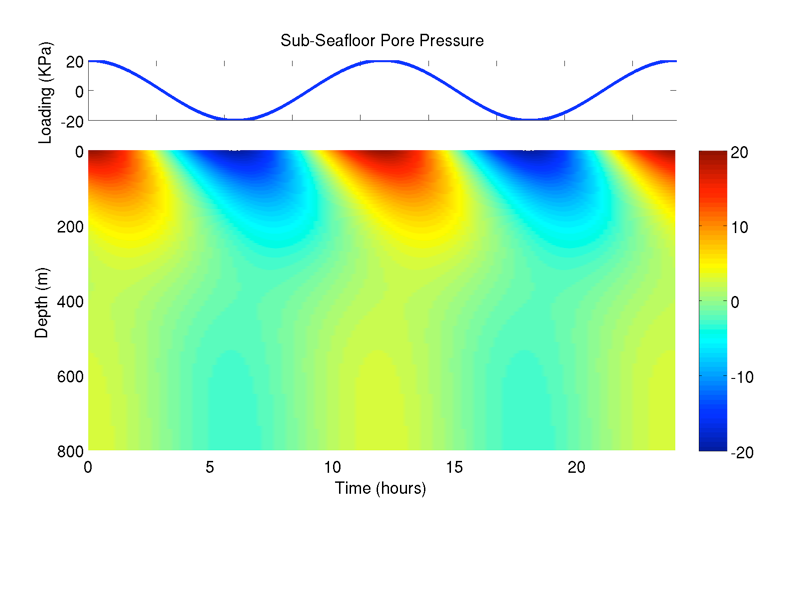 Sub-Seafloor Pore Pressure
Loading (KPa)
20
0
-20
Depth (m)
0
200
400
600
800
0 5 10 15 20
Time (hours)
20
10
0
-10
-20